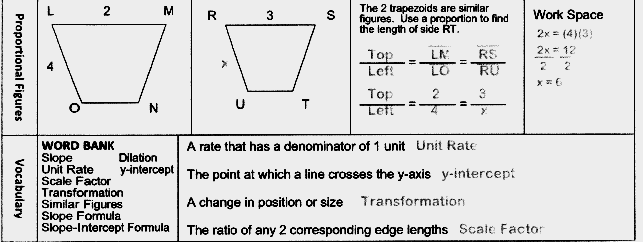 Proportional Figures
L 2 M
4
O N
R 3 S
x
U T
The 2 trapezoids are similar
figures. Use a proportion to find
the length of side RT.
Top/Left = LM/LO = RS/RU
Top/Left = 2/4 = 3/x
Work Space
2x = (4)(3)
2x = 12
2 2
x = 6
Vocabulary
WORD BANK
Slope Dilation
Unit Rate y-intercept
Scale Factor
Transformation
Similar Figures
Slope Formula
Slope-Intercept Formula
A rate that has a denominator of 1 unit Unit Rate
The point at which a line crosses the y-axis y-intercept
A change in position or size Transformation
The ratio of any 2 corresponding edge lengths Scale Factor